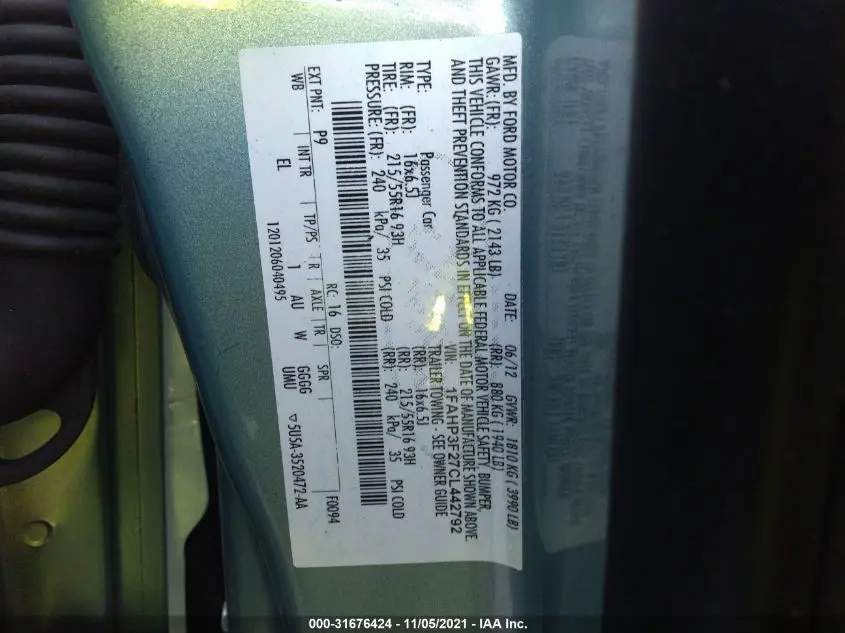 MFD. BY FORD MOTOR CO. DATE: 06/12 GVWR: 1810 KG ( 3990 LB)
GAWR: (FR): 972 KG ( 2143 LB) (RR): 880 KG ( 1940 LB)
THIS VEHICLE CONFORMS TO ALL APPLICABLE FEDERAL MOTOR VEHICLE SAFETY BUMPER,
AND THEFT PREVENTION STANDARDS IN EFFECT ON THE DATE OF MANUFACTURE SHOWN ABOVE.
VIN: 1FAHP3F27CL442792
TYPE: Passenger Car TRAILER TOWING - SEE OWNER GUIDE
RIM: (FR): 16x6.5J (RR): 16x6.5J
TIRE: (FR): 215/55R16 93H (RR): 215/55R16 93H
PRESSURE: (FR): 240 kPa/ 35 PSI COLD (RR): 240 kPa/ 35 PSI COLD
RC: 16 DSO: F0094
EXT PNT: P9 INT TR TP/PS R AXLE TR SPR
WB EL 1 AU W GGGG UMU
1201206040495 ▽5U5A-3520472-AA
000-31676424 - 11/05/2021 - IAA Inc.